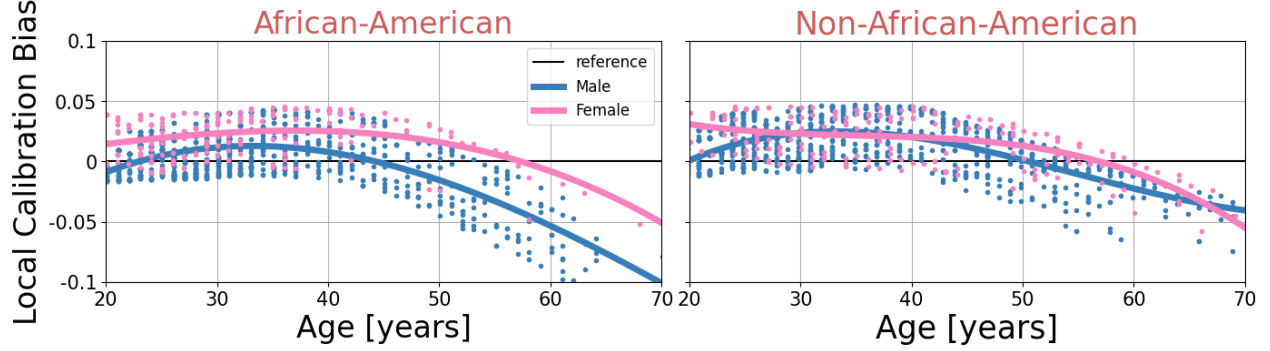 African-American
Non-African-American
Local Calibration Bias
0.1
0.05
0
-0.05
-0.1
reference
Male
Female
20
30
40
50
60
70
20
30
40
50
60
70
Age [years]
Age [years]